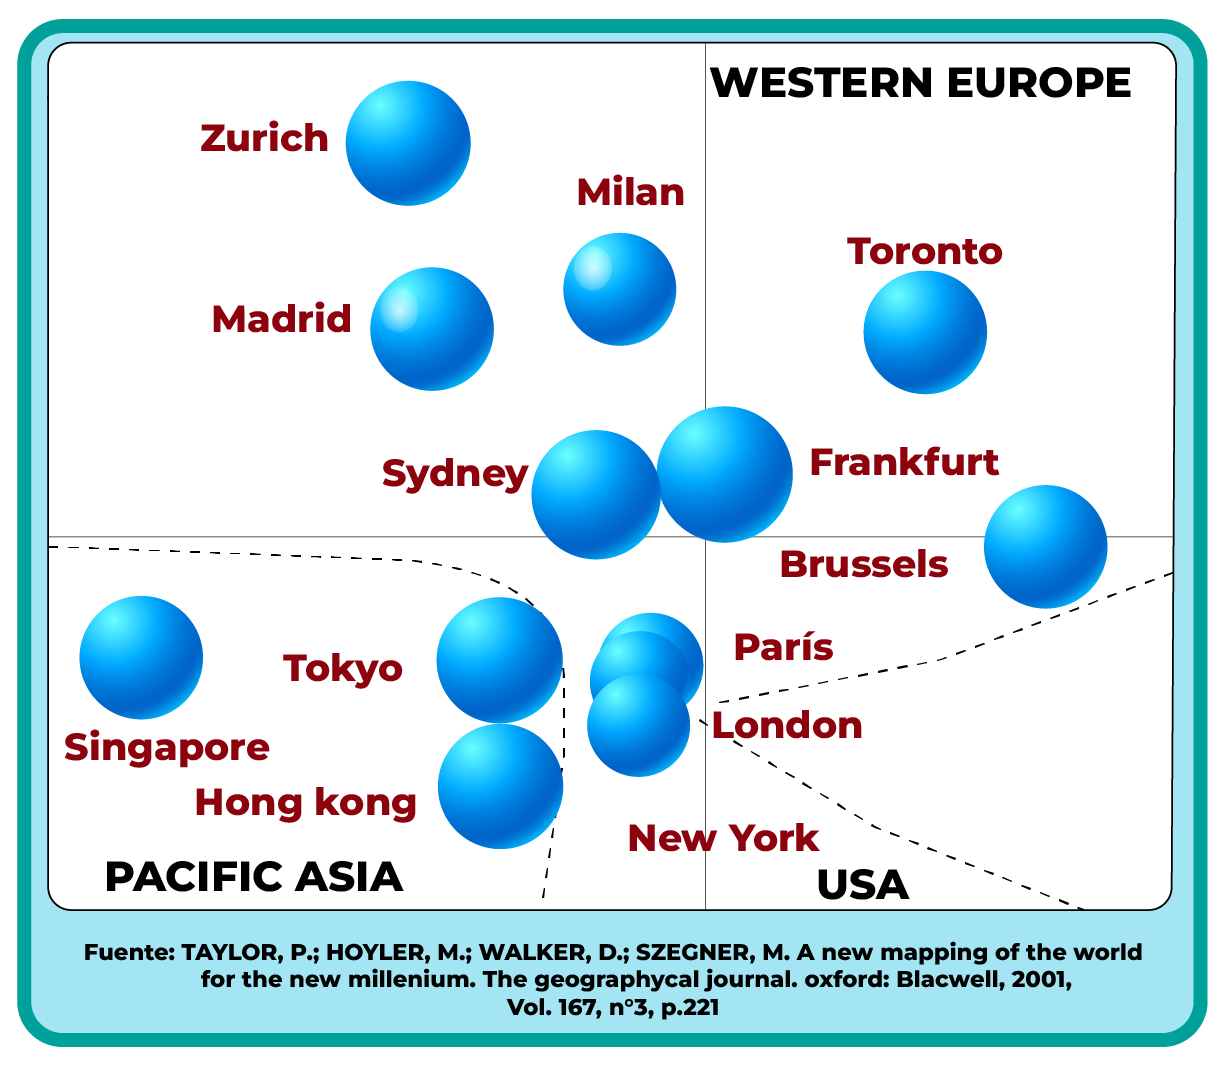 WESTERN EUROPE
Zurich
Milan
Toronto
Madrid
Sydney
Frankfurt
Brussels
París
Tokyo
London
Singapore
Hong kong
New York
PACIFIC ASIA
USA
Fuente: TAYLOR, P.; HOYLER, M.; WALKER, D.; SZEGNER, M. A new mapping of the world
for the new millenium. The geographycal journal. oxford: Blacwell, 2001,
Vol. 167, n°3, p.221